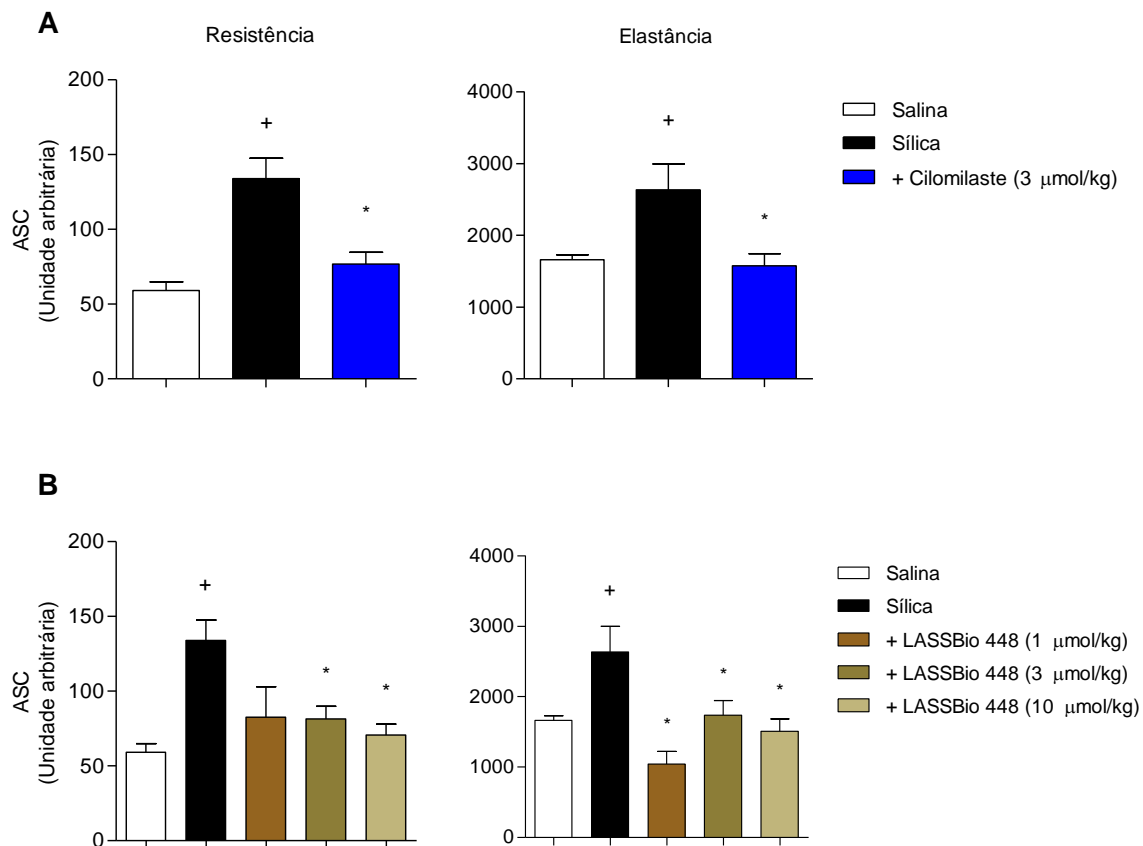 A
Resistência
Elastância
ASC
(Unidade arbitrária)
200
150
100
50
0
+
*
4000
3000
2000
1000
0
+
*
Salina
Sílica
+ Cilomilaste (3 μmol/kg)
B
ASC
(Unidade arbitrária)
200
150
100
50
0
+
*
*
4000
3000
2000
1000
0
+
*
*
*
Salina
Sílica
+ LASSBio 448 (1 μmol/kg)
+ LASSBio 448 (3 μmol/kg)
+ LASSBio 448 (10 μmol/kg)